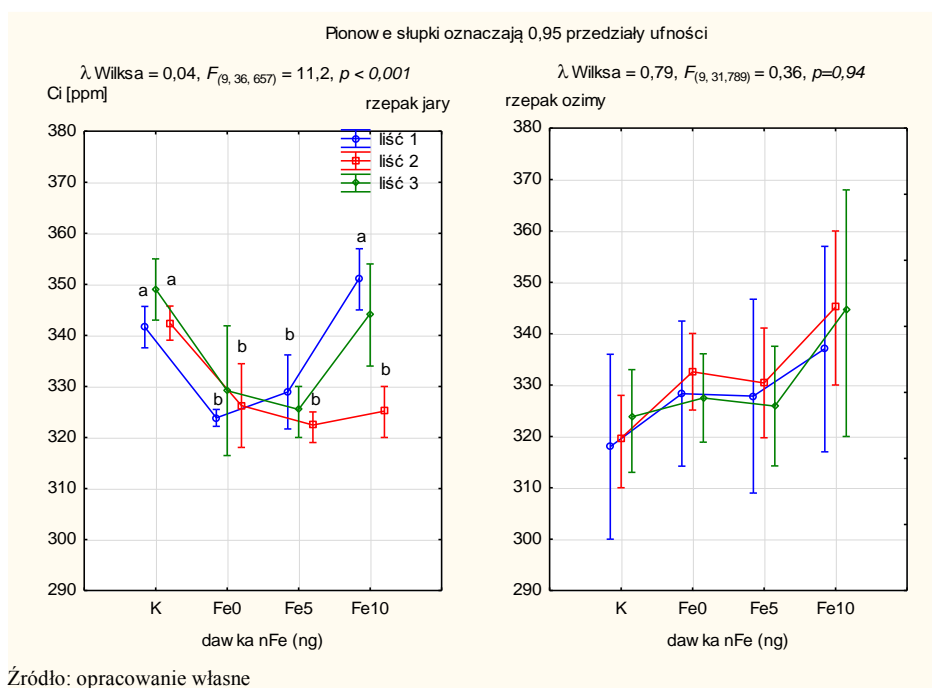 Pionowe słupki oznaczają 0,95 przedziały ufności
λ Wilksa = 0,04, F(9, 36, 657) = 11,2, p < 0,001
λ Wilksa = 0,79, F(9, 31,789) = 0,36, p=0,94
Ci [ppm]
rzepak jary
rzepak ozimy
liść 1
liść 2
liść 3
380
370
360
350
340
330
320
310
300
290
a
a
b
b
b
b
a
b
K
Fe0
Fe5
Fe10
dawka nFe (ng)
380
370
360
350
340
330
320
310
300
290
K
Fe0
Fe5
Fe10
dawka nFe (ng)
Źródło: opracowanie własne